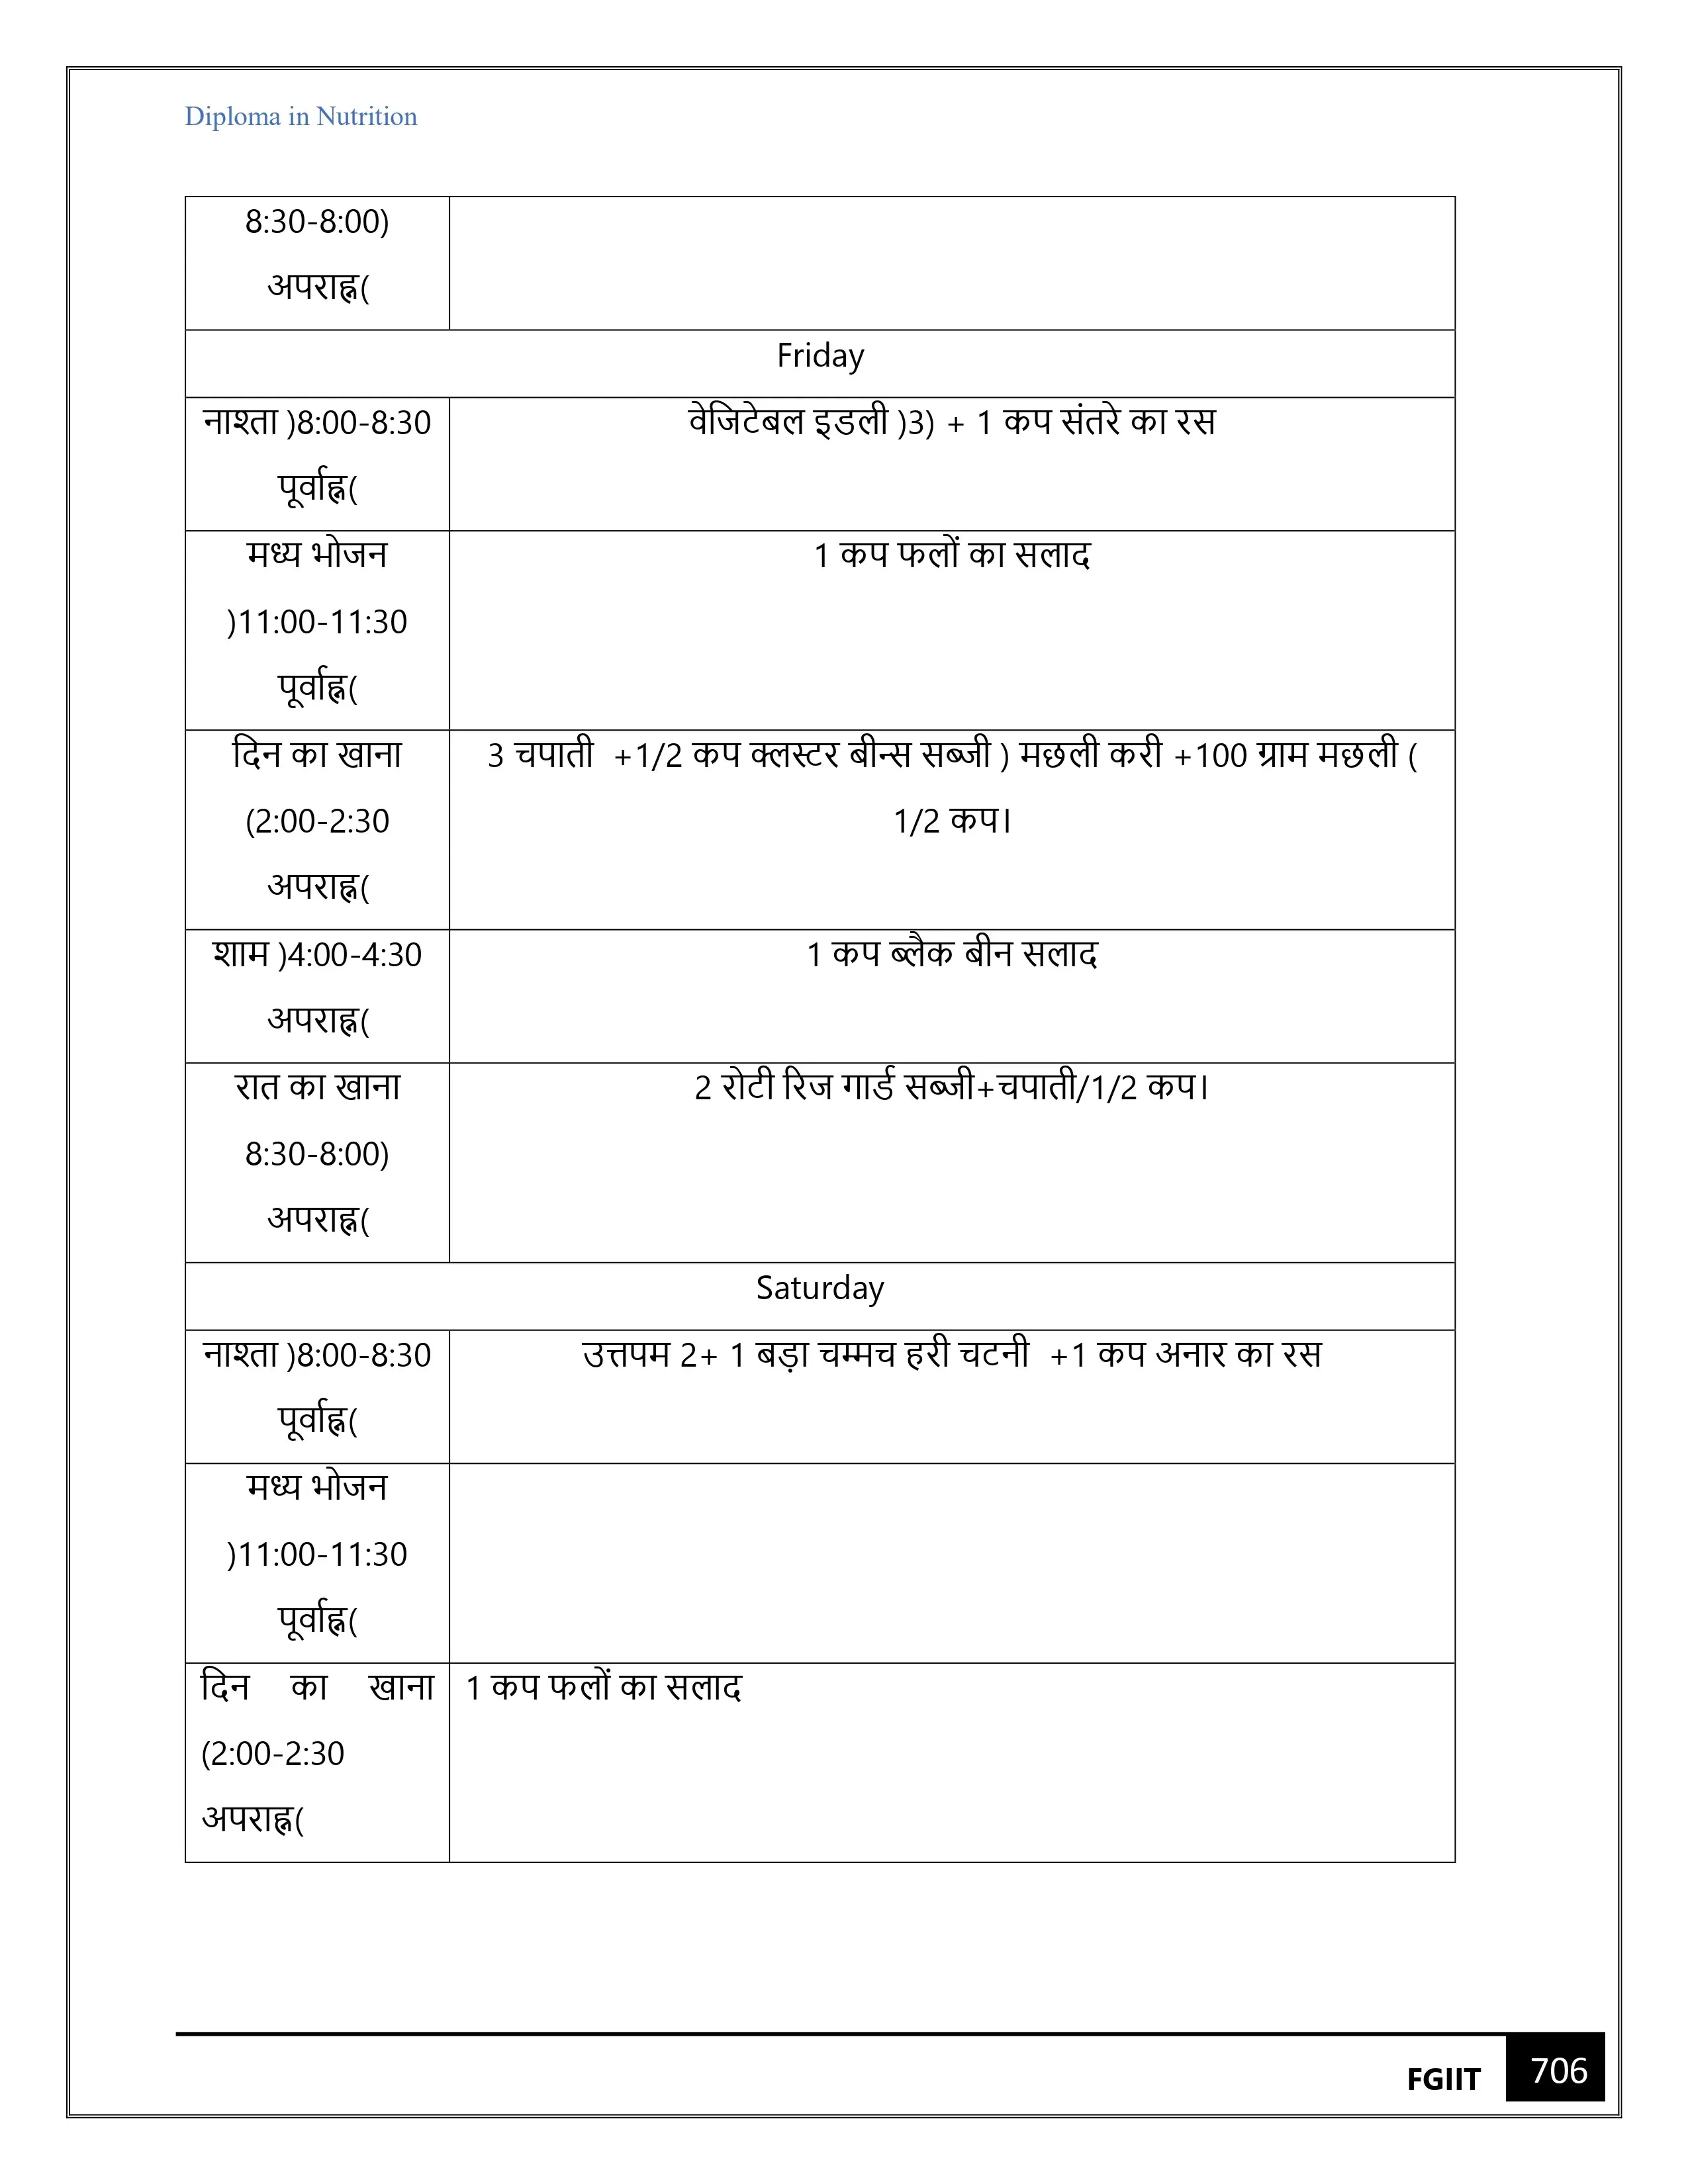 Diploma in Nutrition
8:30-8:00)
अपराह्न(
Friday
नाश्ता )8:00-8:30
पूर्वाह्न(
वेजिटेबल इडली )3) + 1 कप संतरे का रस
मध्य भोजन
)11:00-11:30
पूर्वाह्न(
1 कप फलों का सलाद
दिन का खाना
(2:00-2:30
अपराह्न(
3 चपाती +1/2 कप क्लस्टर बीन्स सब्जी ) मछली करी +100 ग्राम मछली (
1/2 कप।
शाम )4:00-4:30
अपराह्न(
1 कप ब्लैक बीन सलाद
रात का खाना
8:30-8:00)
अपराह्न(
2 रोटी रिज गार्ड सब्जी+चपाती/1/2 कप।
Saturday
नाश्ता )8:00-8:30
पूर्वाह्न(
उत्तपम 2+ 1 बड़ा चम्मच हरी चटनी +1 कप अनार का रस
मध्य भोजन
)11:00-11:30
पूर्वाह्न(
दिन का खाना
(2:00-2:30
अपराह्न(
1 कप फलों का सलाद
FGIIT 706